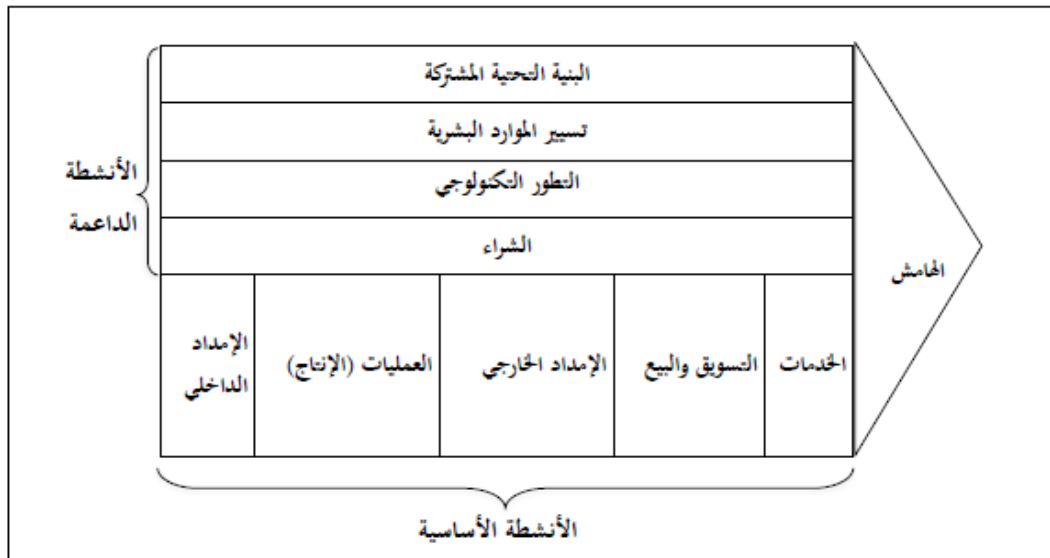 البنية التحتية المشتركة
تسيير الموارد البشرية
التطور التكنولوجي
الشراء
الأنشطة
الداعمة
الهامش
الخدمات
التسويق والبيع
الإمداد الخارجي
العمليات (الإنتاج)
الإمداد
الداخلي
الأنشطة الأساسية